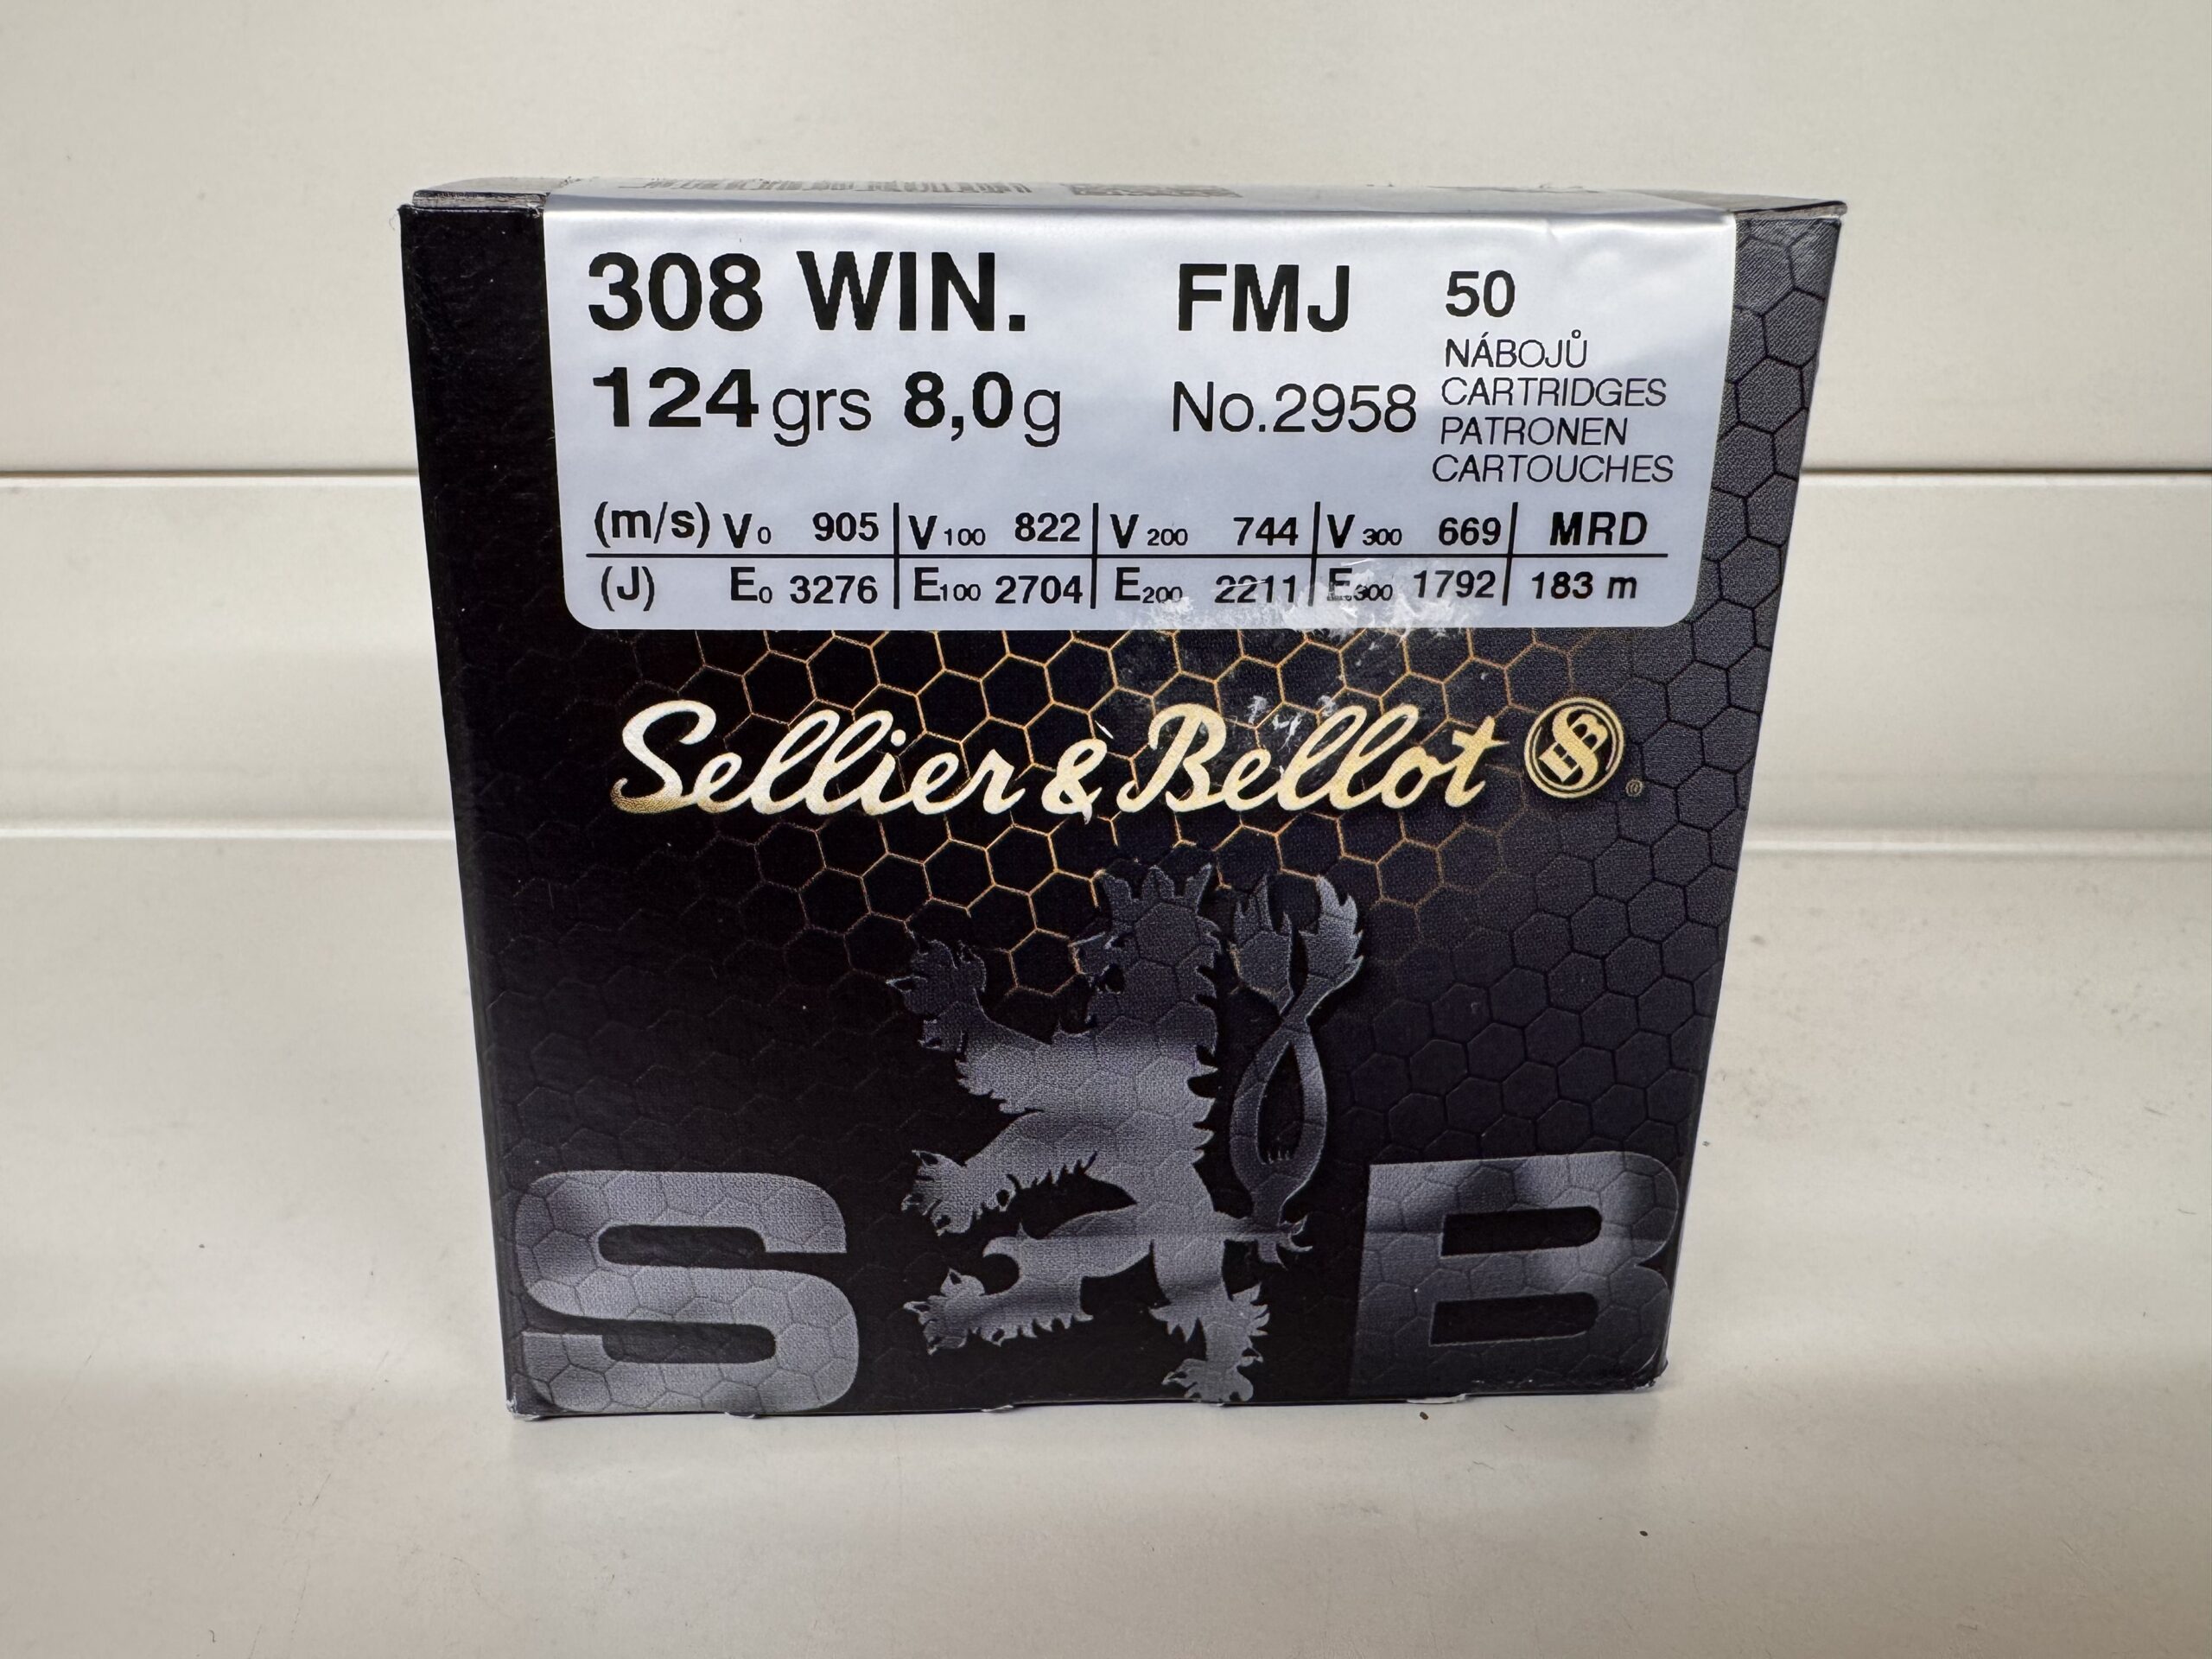 308 WIN. FMJ 50
NÁBOJŮ
CARTRIDGES
PATRONEN
CARTOUCHES
124 grs 8,0 g No.2958
(m/s) V0 905 V100 822 V200 744 V300 669 MRD
(J) E0 3276 E100 2704 E200 2211 E300 1792 183 m
Sellier & Bellot SB ®
S B